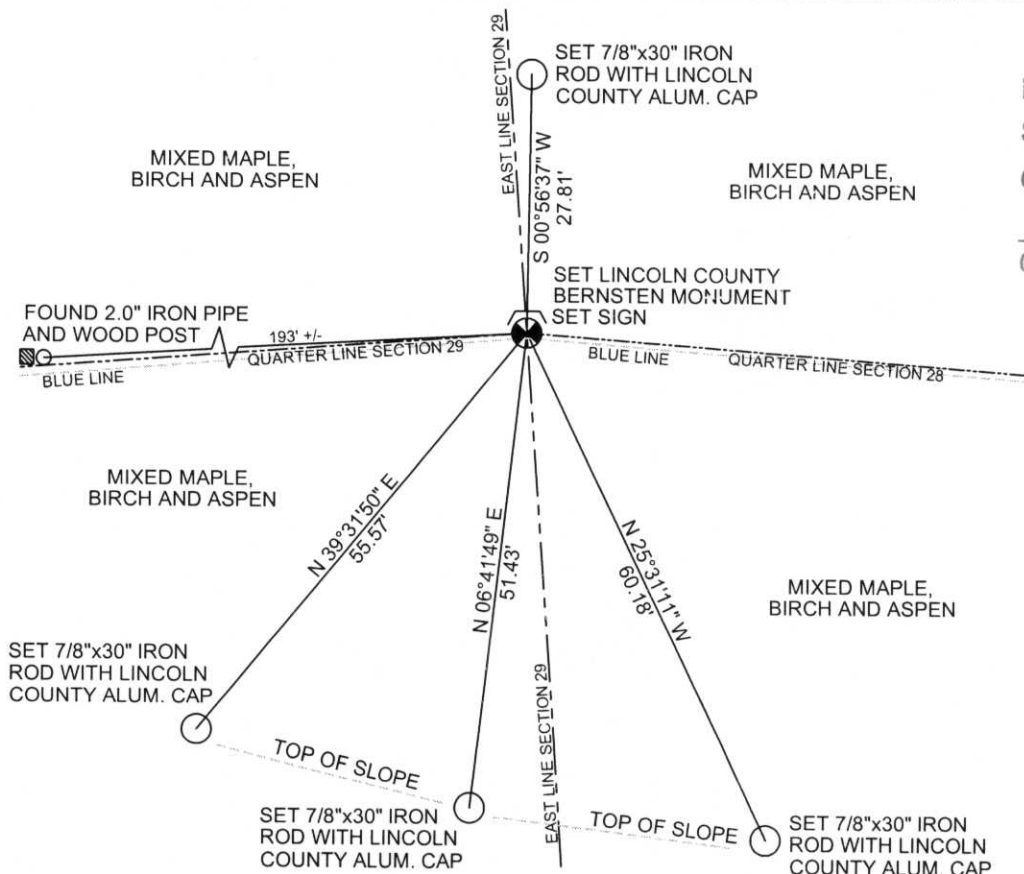 SET 7/8"x30" IRON
ROD WITH LINCOLN
COUNTY ALUM. CAP
EAST LINE SECTION 29
MIXED MAPLE,
BIRCH AND ASPEN
MIXED MAPLE,
BIRCH AND ASPEN
S 00°56'37" W
27.81'
SET LINCOLN COUNTY
BERNSTEN MONUMENT
SET SIGN
FOUND 2.0" IRON PIPE
AND WOOD POST
193' +/-
QUARTER LINE SECTION 29
BLUE LINE
BLUE LINE
QUARTER LINE SECTION 28
MIXED MAPLE,
BIRCH AND ASPEN
N 39°31'50" E
55.57'
N 06°41'49" E
51.43'
N 25°31'11" W
60.18'
MIXED MAPLE,
BIRCH AND ASPEN
SET 7/8"x30" IRON
ROD WITH LINCOLN
COUNTY ALUM. CAP
EAST LINE SECTION 29
TOP OF SLOPE
TOP OF SLOPE
SET 7/8"x30" IRON
ROD WITH LINCOLN
COUNTY ALUM. CAP
SET 7/8"x30" IRON
ROD WITH LINCOLN
COUNTY ALUM. CAP